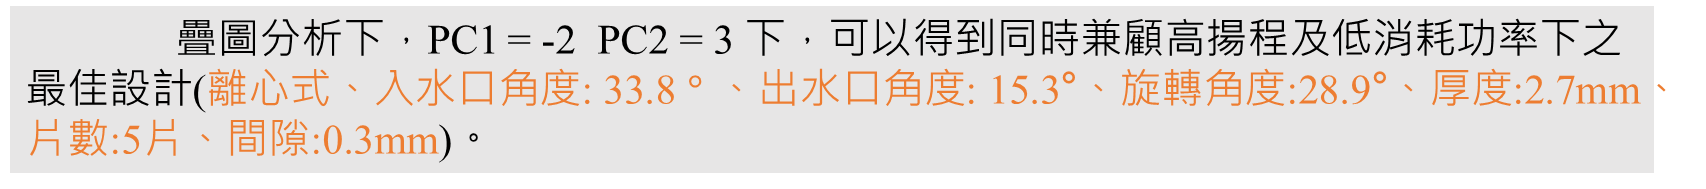 疊圖分析下，PC1 = -2  PC2 = 3 下，可以得到同時兼顧高揚程及低消耗功率下之
最佳設計(離心式、入水口角度: 33.8 °、出水口角度: 15.3°、旋轉角度:28.9°、厚度:2.7mm、
片數:5片、間隙:0.3mm)。